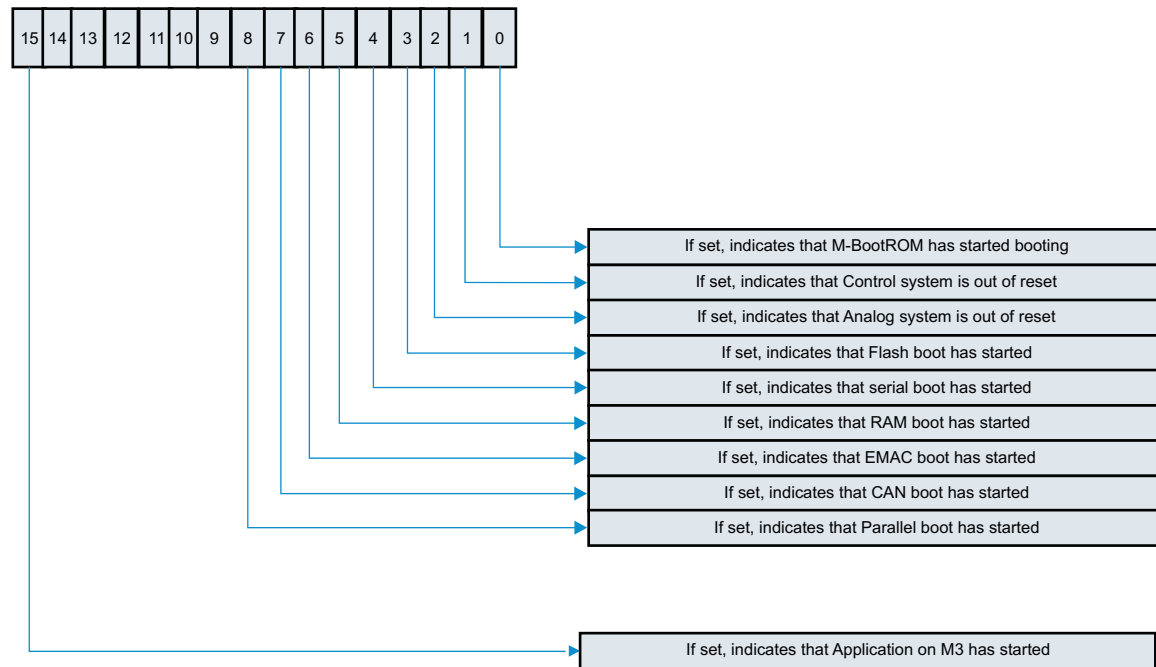 15 14 13 12 11 10 9 8 7 6 5 4 3 2 1 0
If set, indicates that M-BootROM has started booting
If set, indicates that Control system is out of reset
If set, indicates that Analog system is out of reset
If set, indicates that Flash boot has started
If set, indicates that serial boot has started
If set, indicates that RAM boot has started
If set, indicates that EMAC boot has started
If set, indicates that CAN boot has started
If set, indicates that Parallel boot has started
If set, indicates that Application on M3 has started